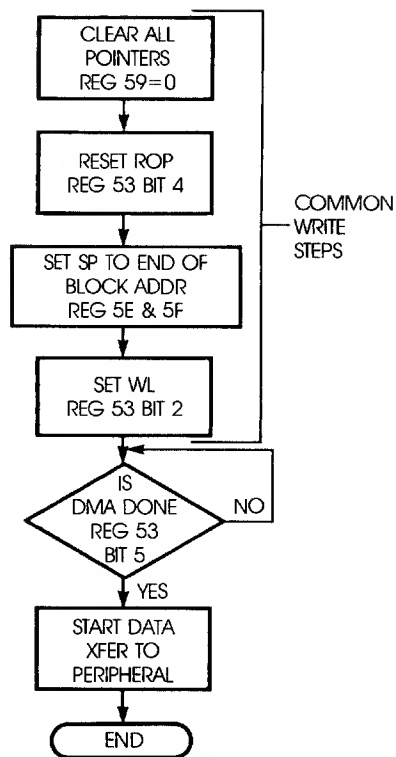 CLEAR ALL
POINTERS
REG 59=0
RESET ROP
REG 53 BIT 4
SET SP TO END OF
BLOCK ADDR
REG 5E & 5F
SET WL
REG 53 BIT 2
COMMON
WRITE
STEPS
IS
DMA DONE
REG 53
BIT 5
NO
YES
START DATA
XFER TO
PERIPHERAL
END